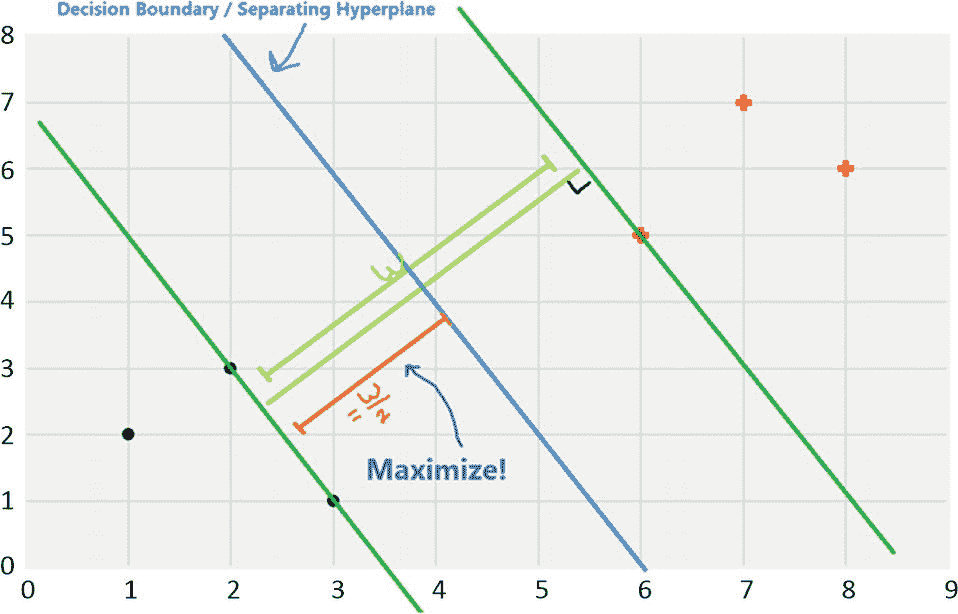 Decision Boundary / Separating Hyperplane
8
7
6
5
4
3
2
1
0
ω
= ω/2
Maximize!
0 1 2 3 4 5 6 7 8 9